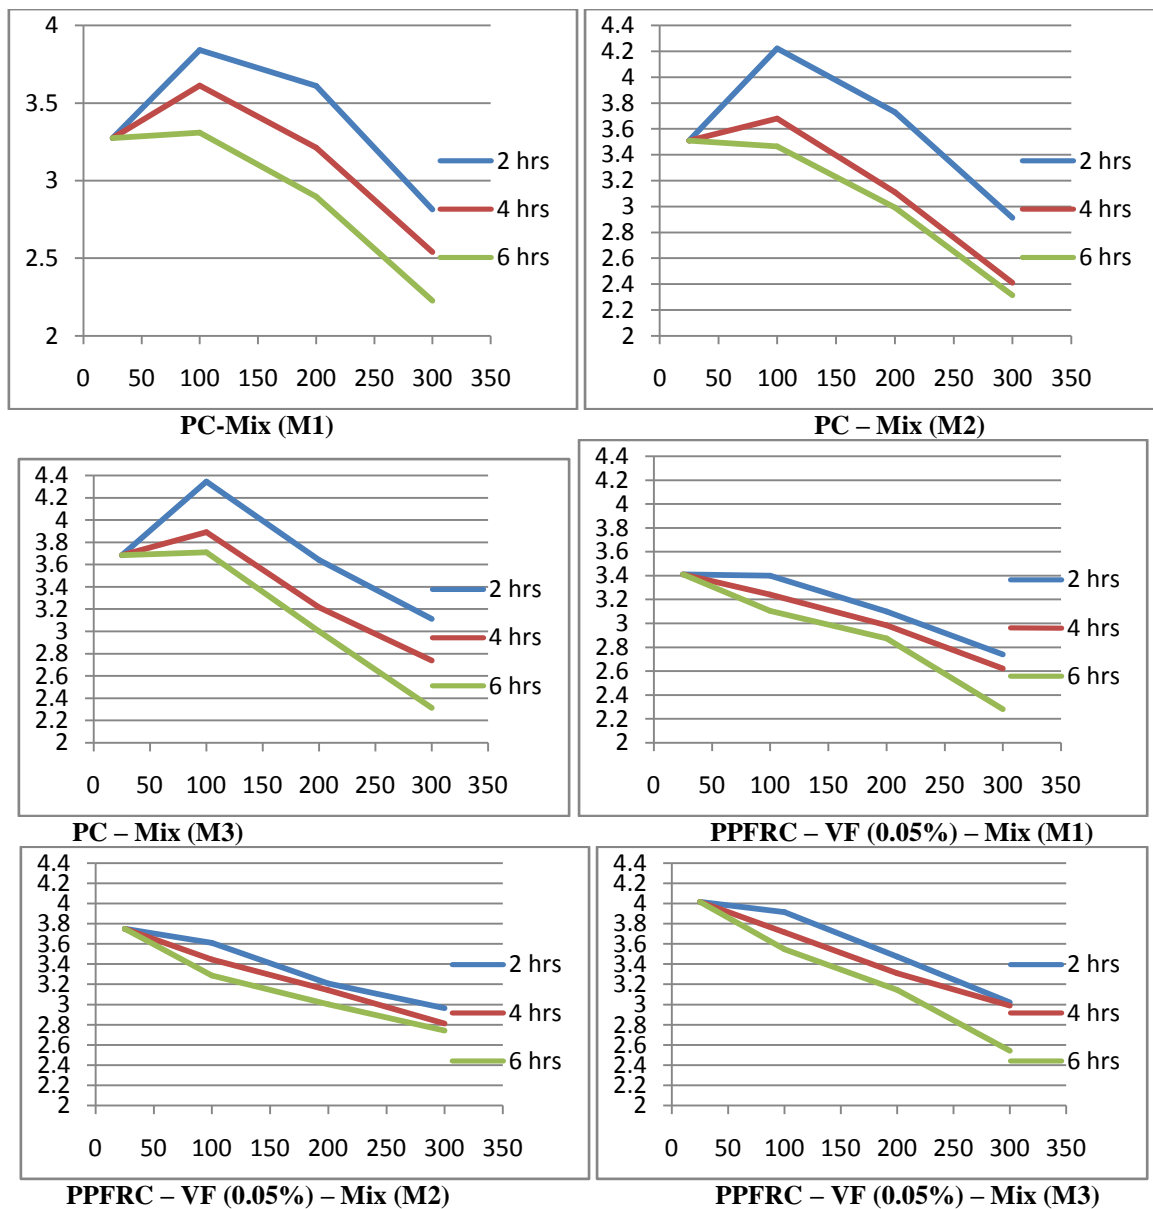 4
3.5
3
2.5
2
0 50 100 150 200 250 300 350
2 hrs
4 hrs
6 hrs
PC-Mix (M1)
4.4
4.2
4
3.8
3.6
3.4
3.2
3
2.8
2.6
2.4
2.2
2
0 50 100 150 200 250 300 350
2 hrs
4 hrs
6 hrs
PC – Mix (M2)
4.4
4.2
4
3.8
3.6
3.4
3.2
3
2.8
2.6
2.4
2.2
2
0 50 100 150 200 250 300 350
2 hrs
4 hrs
6 hrs
PC – Mix (M3)
4.4
4.2
4
3.8
3.6
3.4
3.2
3
2.8
2.6
2.4
2.2
2
0 50 100 150 200 250 300 350
2 hrs
4 hrs
6 hrs
PPFRC – VF (0.05%) – Mix (M1)
4.4
4.2
4
3.8
3.6
3.4
3.2
3
2.8
2.6
2.4
2.2
2
0 50 100 150 200 250 300 350
2 hrs
4 hrs
6 hrs
PPFRC – VF (0.05%) – Mix (M2)
4.4
4.2
4
3.8
3.6
3.4
3.2
3
2.8
2.6
2.4
2.2
2
0 50 100 150 200 250 300 350
2 hrs
4 hrs
6 hrs
PPFRC – VF (0.05%) – Mix (M3)